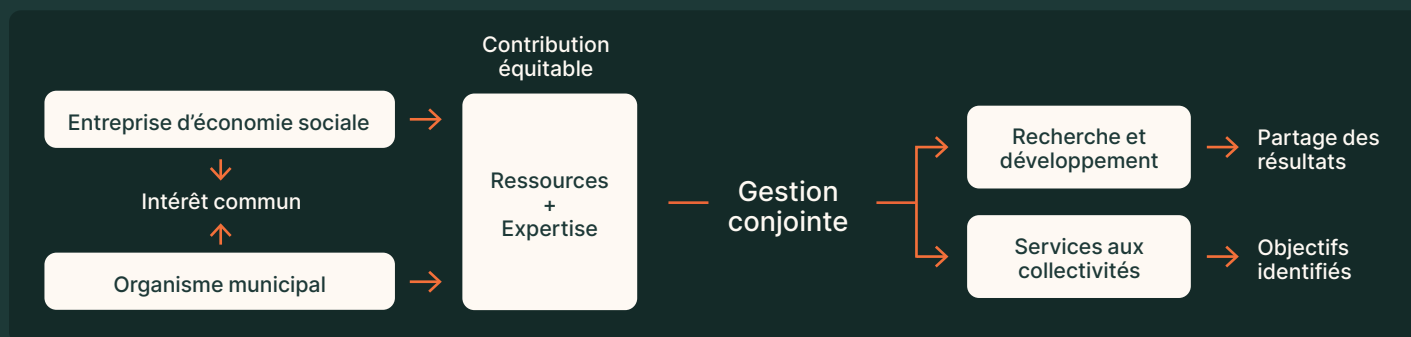 Entreprise d’économie sociale
Intérêt commun
Organisme municipal
Contribution
équitable
Ressources
+
Expertise
Gestion
conjointe
Recherche et
développement
Partage des
résultats
Services aux
collectivités
Objectifs
identifiés